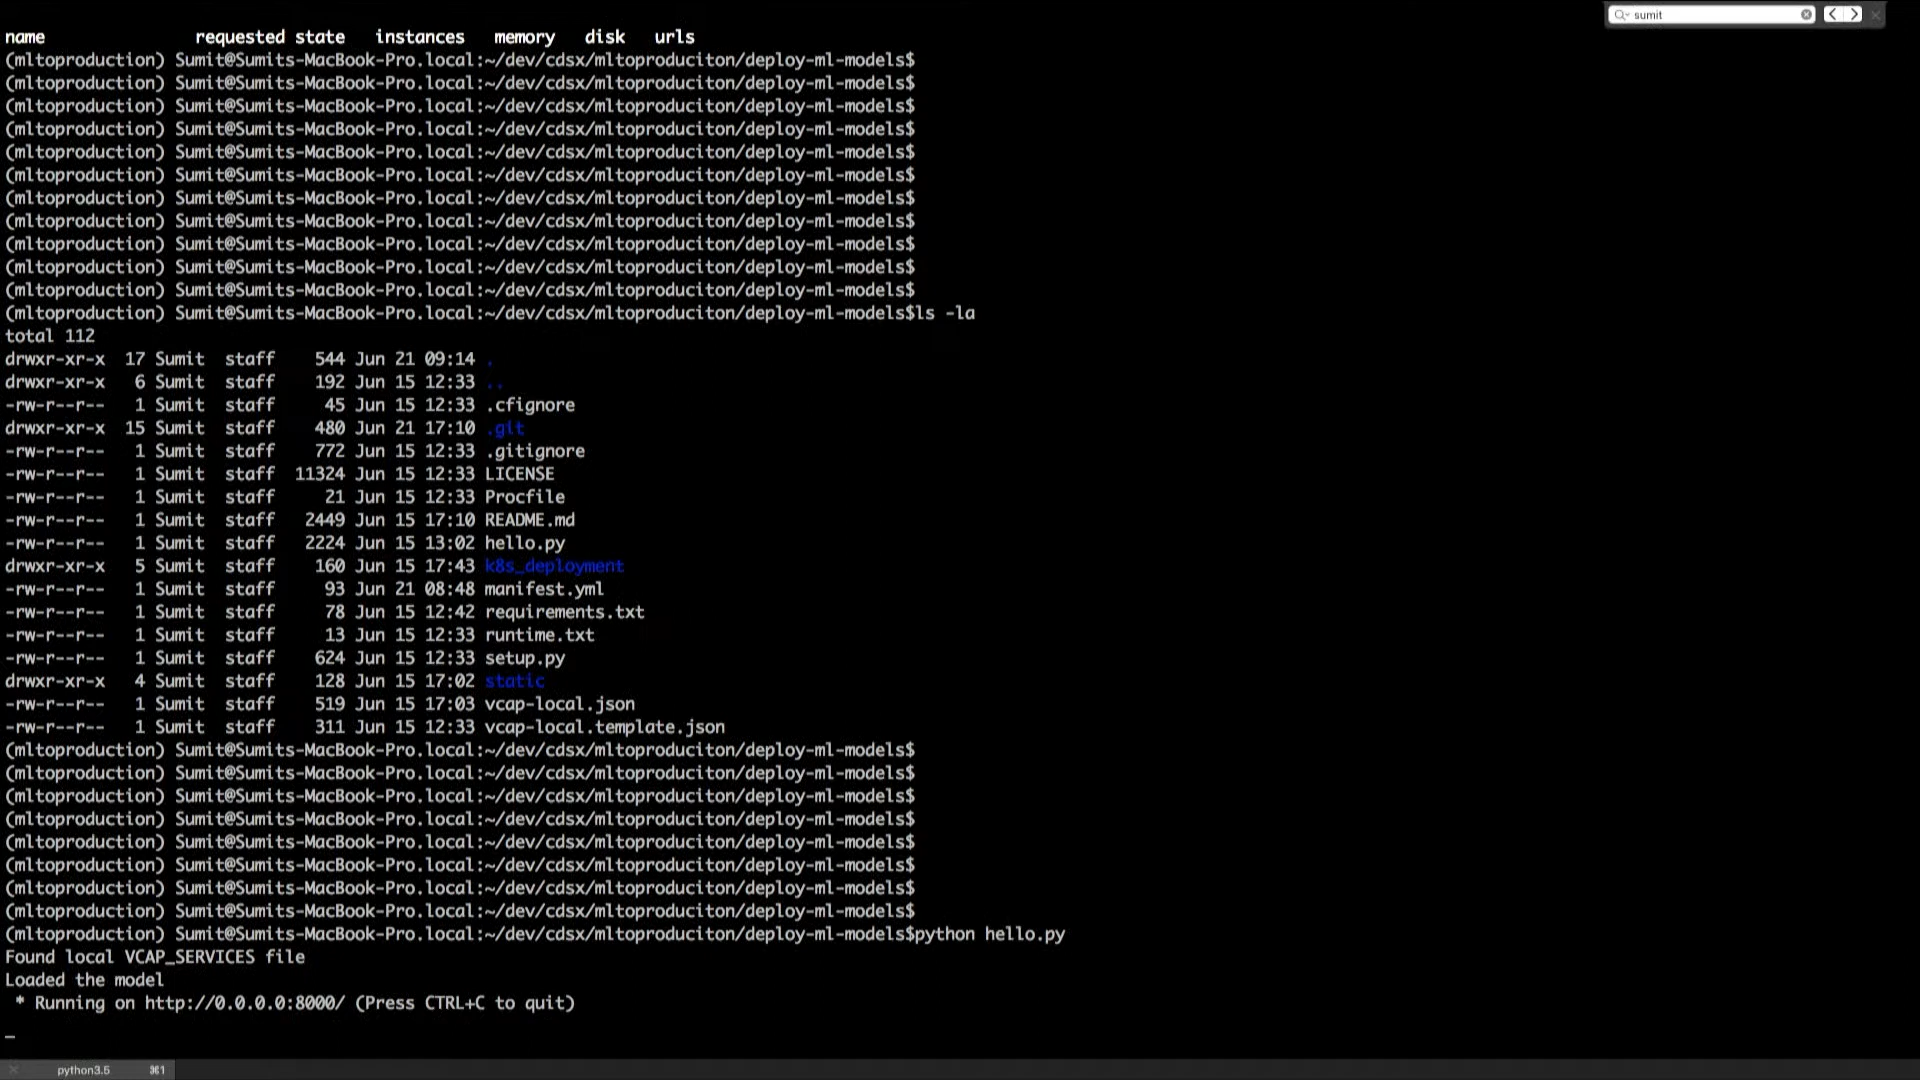 sumit
name requested state instances memory disk urls
(mltoproduction) Sumit@Sumits-MacBook-Pro.local:~/dev/cdsx/mltoproduciton/deploy-ml-models$
(mltoproduction) Sumit@Sumits-MacBook-Pro.local:~/dev/cdsx/mltoproduciton/deploy-ml-models$
(mltoproduction) Sumit@Sumits-MacBook-Pro.local:~/dev/cdsx/mltoproduciton/deploy-ml-models$
(mltoproduction) Sumit@Sumits-MacBook-Pro.local:~/dev/cdsx/mltoproduciton/deploy-ml-models$
(mltoproduction) Sumit@Sumits-MacBook-Pro.local:~/dev/cdsx/mltoproduciton/deploy-ml-models$
(mltoproduction) Sumit@Sumits-MacBook-Pro.local:~/dev/cdsx/mltoproduciton/deploy-ml-models$
(mltoproduction) Sumit@Sumits-MacBook-Pro.local:~/dev/cdsx/mltoproduciton/deploy-ml-models$
(mltoproduction) Sumit@Sumits-MacBook-Pro.local:~/dev/cdsx/mltoproduciton/deploy-ml-models$
(mltoproduction) Sumit@Sumits-MacBook-Pro.local:~/dev/cdsx/mltoproduciton/deploy-ml-models$
(mltoproduction) Sumit@Sumits-MacBook-Pro.local:~/dev/cdsx/mltoproduciton/deploy-ml-models$
(mltoproduction) Sumit@Sumits-MacBook-Pro.local:~/dev/cdsx/mltoproduciton/deploy-ml-models$
(mltoproduction) Sumit@Sumits-MacBook-Pro.local:~/dev/cdsx/mltoproduciton/deploy-ml-models$ls -la
total 112
drwxr-xr-x 17 Sumit staff 544 Jun 21 09:14 .
drwxr-xr-x 6 Sumit staff 192 Jun 15 12:33 ..
-rw-r--r-- 1 Sumit staff 45 Jun 15 12:33 .cfignore
drwxr-xr-x 15 Sumit staff 480 Jun 21 17:10 .git
-rw-r--r-- 1 Sumit staff 772 Jun 15 12:33 .gitignore
-rw-r--r-- 1 Sumit staff 11324 Jun 15 12:33 LICENSE
-rw-r--r-- 1 Sumit staff 21 Jun 15 12:33 Procfile
-rw-r--r-- 1 Sumit staff 2449 Jun 15 17:10 README.md
-rw-r--r-- 1 Sumit staff 2224 Jun 15 13:02 hello.py
drwxr-xr-x 5 Sumit staff 160 Jun 15 17:43 k8s_deployment
-rw-r--r-- 1 Sumit staff 93 Jun 21 08:48 manifest.yml
-rw-r--r-- 1 Sumit staff 78 Jun 15 12:42 requirements.txt
-rw-r--r-- 1 Sumit staff 13 Jun 15 12:33 runtime.txt
-rw-r--r-- 1 Sumit staff 624 Jun 15 12:33 setup.py
drwxr-xr-x 4 Sumit staff 128 Jun 15 17:02 static
-rw-r--r-- 1 Sumit staff 519 Jun 15 17:03 vcap-local.json
-rw-r--r-- 1 Sumit staff 311 Jun 15 12:33 vcap-local.template.json
(mltoproduction) Sumit@Sumits-MacBook-Pro.local:~/dev/cdsx/mltoproduciton/deploy-ml-models$
(mltoproduction) Sumit@Sumits-MacBook-Pro.local:~/dev/cdsx/mltoproduciton/deploy-ml-models$
(mltoproduction) Sumit@Sumits-MacBook-Pro.local:~/dev/cdsx/mltoproduciton/deploy-ml-models$
(mltoproduction) Sumit@Sumits-MacBook-Pro.local:~/dev/cdsx/mltoproduciton/deploy-ml-models$
(mltoproduction) Sumit@Sumits-MacBook-Pro.local:~/dev/cdsx/mltoproduciton/deploy-ml-models$
(mltoproduction) Sumit@Sumits-MacBook-Pro.local:~/dev/cdsx/mltoproduciton/deploy-ml-models$
(mltoproduction) Sumit@Sumits-MacBook-Pro.local:~/dev/cdsx/mltoproduciton/deploy-ml-models$
(mltoproduction) Sumit@Sumits-MacBook-Pro.local:~/dev/cdsx/mltoproduciton/deploy-ml-models$
(mltoproduction) Sumit@Sumits-MacBook-Pro.local:~/dev/cdsx/mltoproduciton/deploy-ml-models$python hello.py
Found local VCAP_SERVICES file
Loaded the model
 * Running on http://0.0.0.0:8000/ (Press CTRL+C to quit)
python3.5 ⌘1